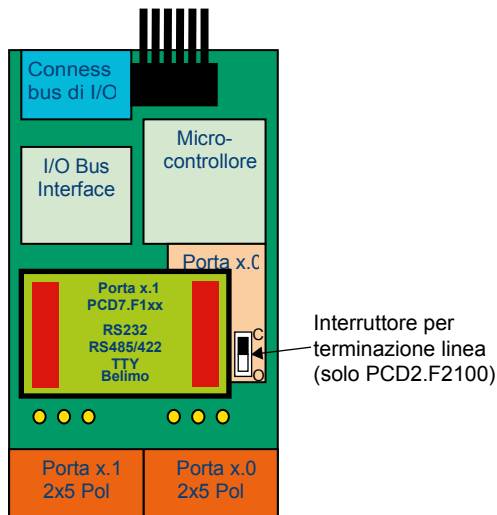 Conness
bus di I/O
Micro-
controllore
I/O Bus
Interface
Porta x.0
Porta x.1
PCD7.F1xx
RS232
RS485/422
TTY
Belimo
C
O
Interruttore per
terminazione linea
(solo PCD2.F2100)
Porta x.1
2x5 Pol
Porta x.0
2x5 Pol